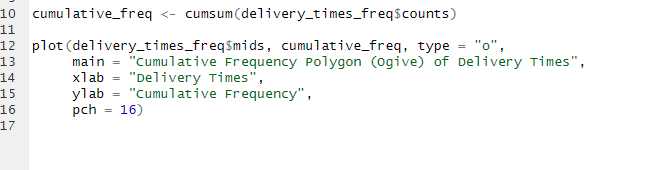 10 cumulative_freq <- cumsum(delivery_times_freq$counts)
11
12 plot(delivery_times_freq$mids, cumulative_freq, type = "o",
13      main = "Cumulative Frequency Polygon (Ogive) of Delivery Times",
14      xlab = "Delivery Times",
15      ylab = "Cumulative Frequency",
16      pch = 16)
17